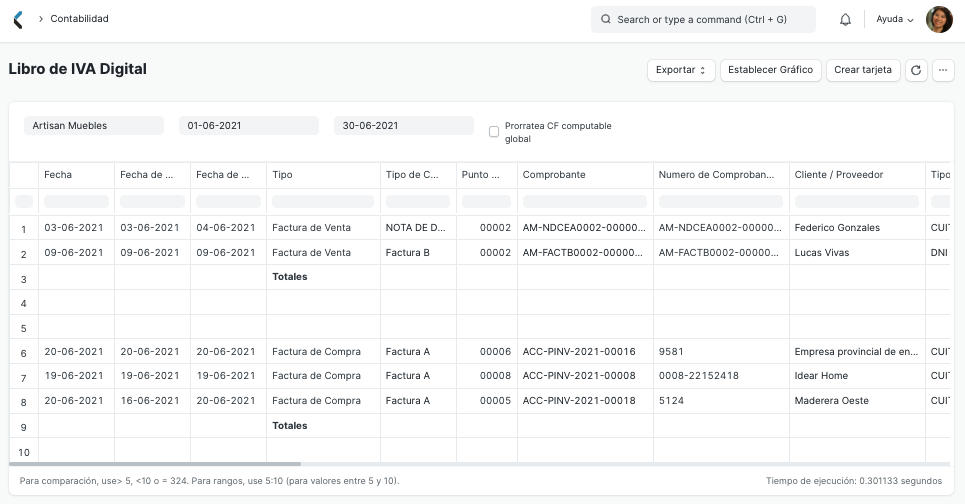 Contabilidad
Search or type a command (Ctrl + G)
Ayuda
Libro de IVA Digital
Exportar
Establecer Gráfico
Crear tarjeta
Artisan Muebles
01-06-2021
30-06-2021
Prorratea CF computable
global
Fecha Fecha de ... Fecha de ... Tipo Tipo de C... Punto ... Comprobante Numero de Comproban... Cliente / Proveedor Tipo
1 03-06-2021 03-06-2021 04-06-2021 Factura de Venta NOTA DE D... 00002 AM-NDCEA0002-00000... AM-NDCEA0002-00000... Federico Gonzales CUI
2 09-06-2021 09-06-2021 09-06-2021 Factura de Venta Factura B 00002 AM-FACTB0002-00000... AM-FACTB0002-00000... Lucas Vivas DNI
3 Totales
4
5
6 20-06-2021 20-06-2021 20-06-2021 Factura de Compra Factura A 00006 ACC-PINV-2021-00016 9581 Empresa provincial de en... CUI
7 19-06-2021 19-06-2021 19-06-2021 Factura de Compra Factura A 00008 ACC-PINV-2021-00008 0008-22152418 Idear Home CUI
8 20-06-2021 16-06-2021 20-06-2021 Factura de Compra Factura A 00005 ACC-PINV-2021-00018 5124 Maderera Oeste CUI
9 Totales
10
Para comparación, use> 5, <10 o = 324. Para rangos, use 5:10 (para valores entre 5 y 10).
Tiempo de ejecución: 0.301133 segundos